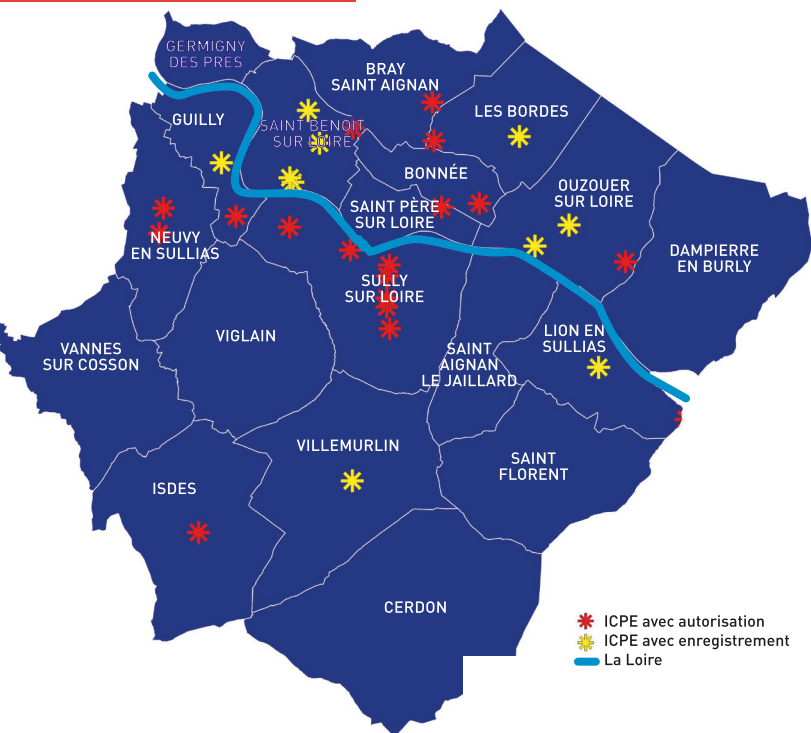 GERMIGNY
DES PRES
BRAY
SAINT AIGNAN
GUILLY
SAINT BENOIT
SUR LOIRE
LES BORDES
BONNÉE
OUZOUER
SUR LOIRE
SAINT PÈRE
SUR LOIRE
NEUVY
EN SULLIAS
DAMPIERRE
EN BURLY
SULLY
SUR LOIRE
VIGLAIN
LION EN
SULLIAS
VANNES
SUR COSSON
SAINT
AIGNAN
LE JAILLARD
VILLEMURLIN
SAINT
FLORENT
ISDES
CERDON
ICPE avec autorisation
ICPE avec enregistrement
La Loire